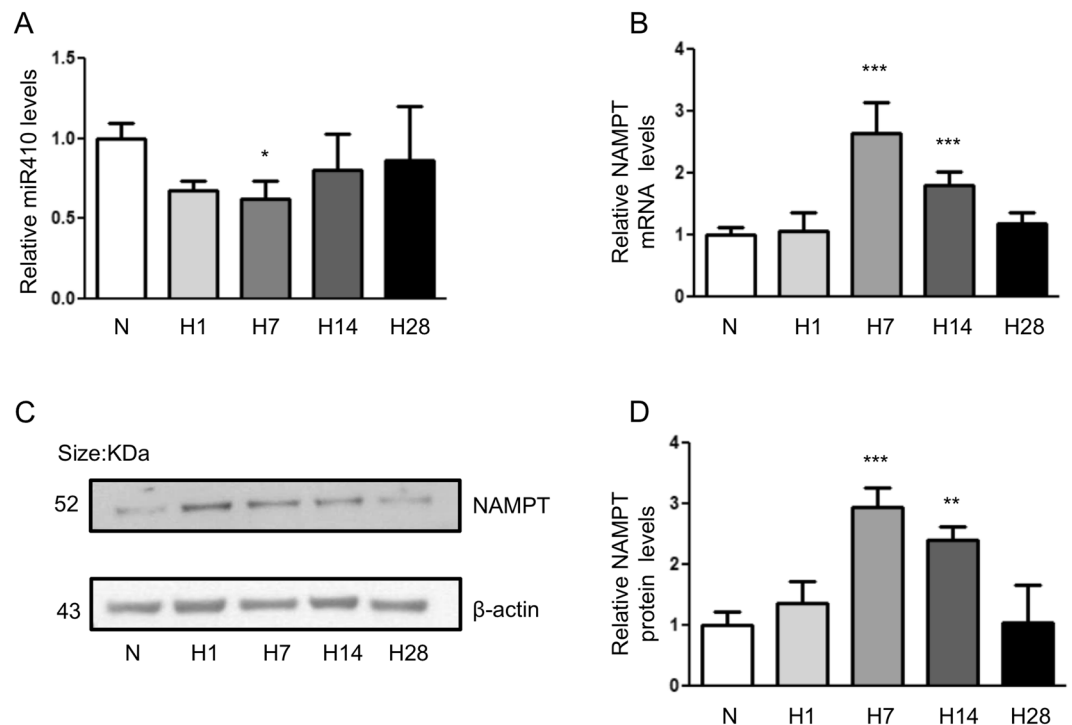 A
Relative miR410 levels
1.5
1.0
0.5
0.0
*
N H1 H7 H14 H28
B
Relative NAMPT
mRNA levels
4
3
2
1
0
***
***
N H1 H7 H14 H28
C
Size:KDa
52
NAMPT
43
β-actin
N H1 H7 H14 H28
D
Relative NAMPT
protein levels
4
3
2
1
0
***
**
N H1 H7 H14 H28